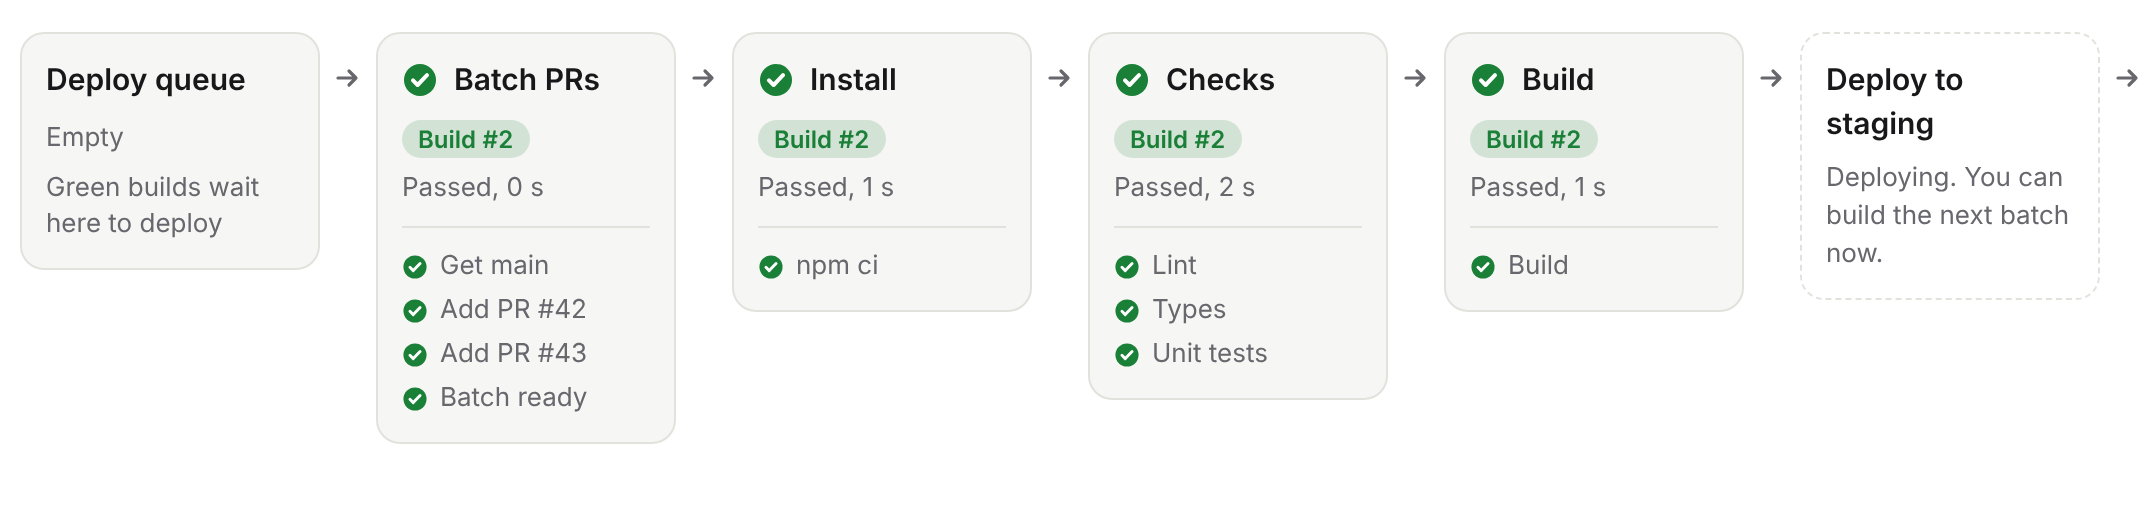 Deploy queue
Empty
Green builds wait
here to deploy
Batch PRs
Build #2
Passed, 0 s
Get main
Add PR #42
Add PR #43
Batch ready
Install
Build #2
Passed, 1 s
npm ci
Checks
Build #2
Passed, 2 s
Lint
Types
Unit tests
Build
Build #2
Passed, 1 s
Build
Deploy to
staging
Deploying. You can
build the next batch
now.